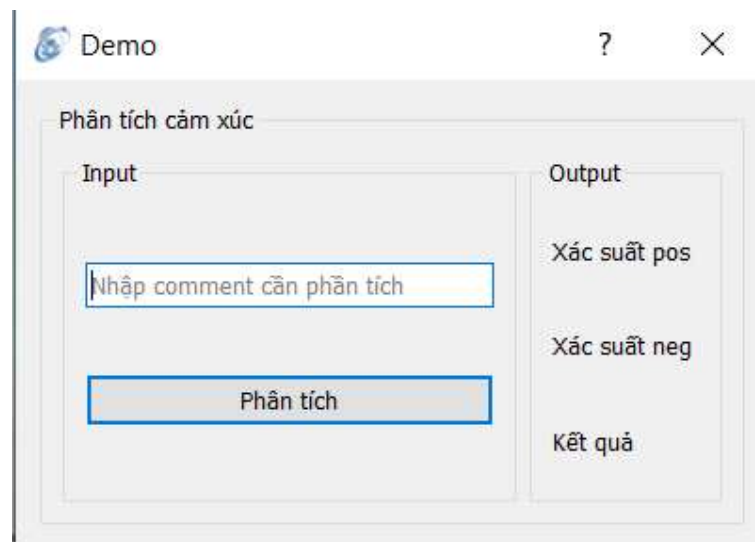 Demo
?
Phân tích cảm xúc
Input
Nhập comment cần phần tích
Phân tích
Output
Xác suất pos
Xác suất neg
Kết quả